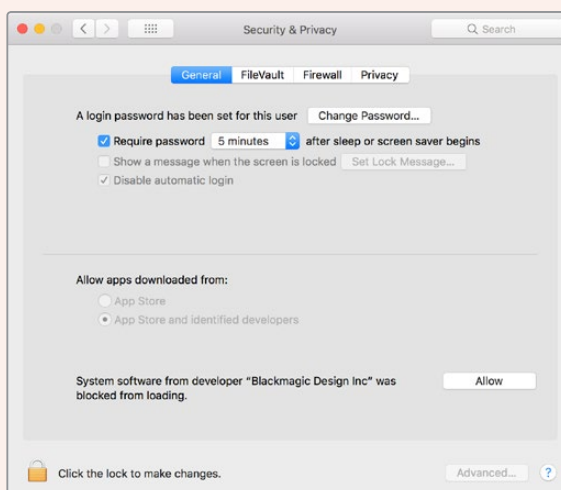 Security & Privacy
Search
General FileVault Firewall Privacy
A login password has been set for this user Change Password...
Require password 5 minutes after sleep or screen saver begins
Show a message when the screen is locked Set Lock Message...
Disable automatic login
Allow apps downloaded from:
App Store
App Store and identified developers
System software from developer “Blackmagic Design Inc” was Allow
blocked from loading.
Click the lock to make changes. Advanced... ?